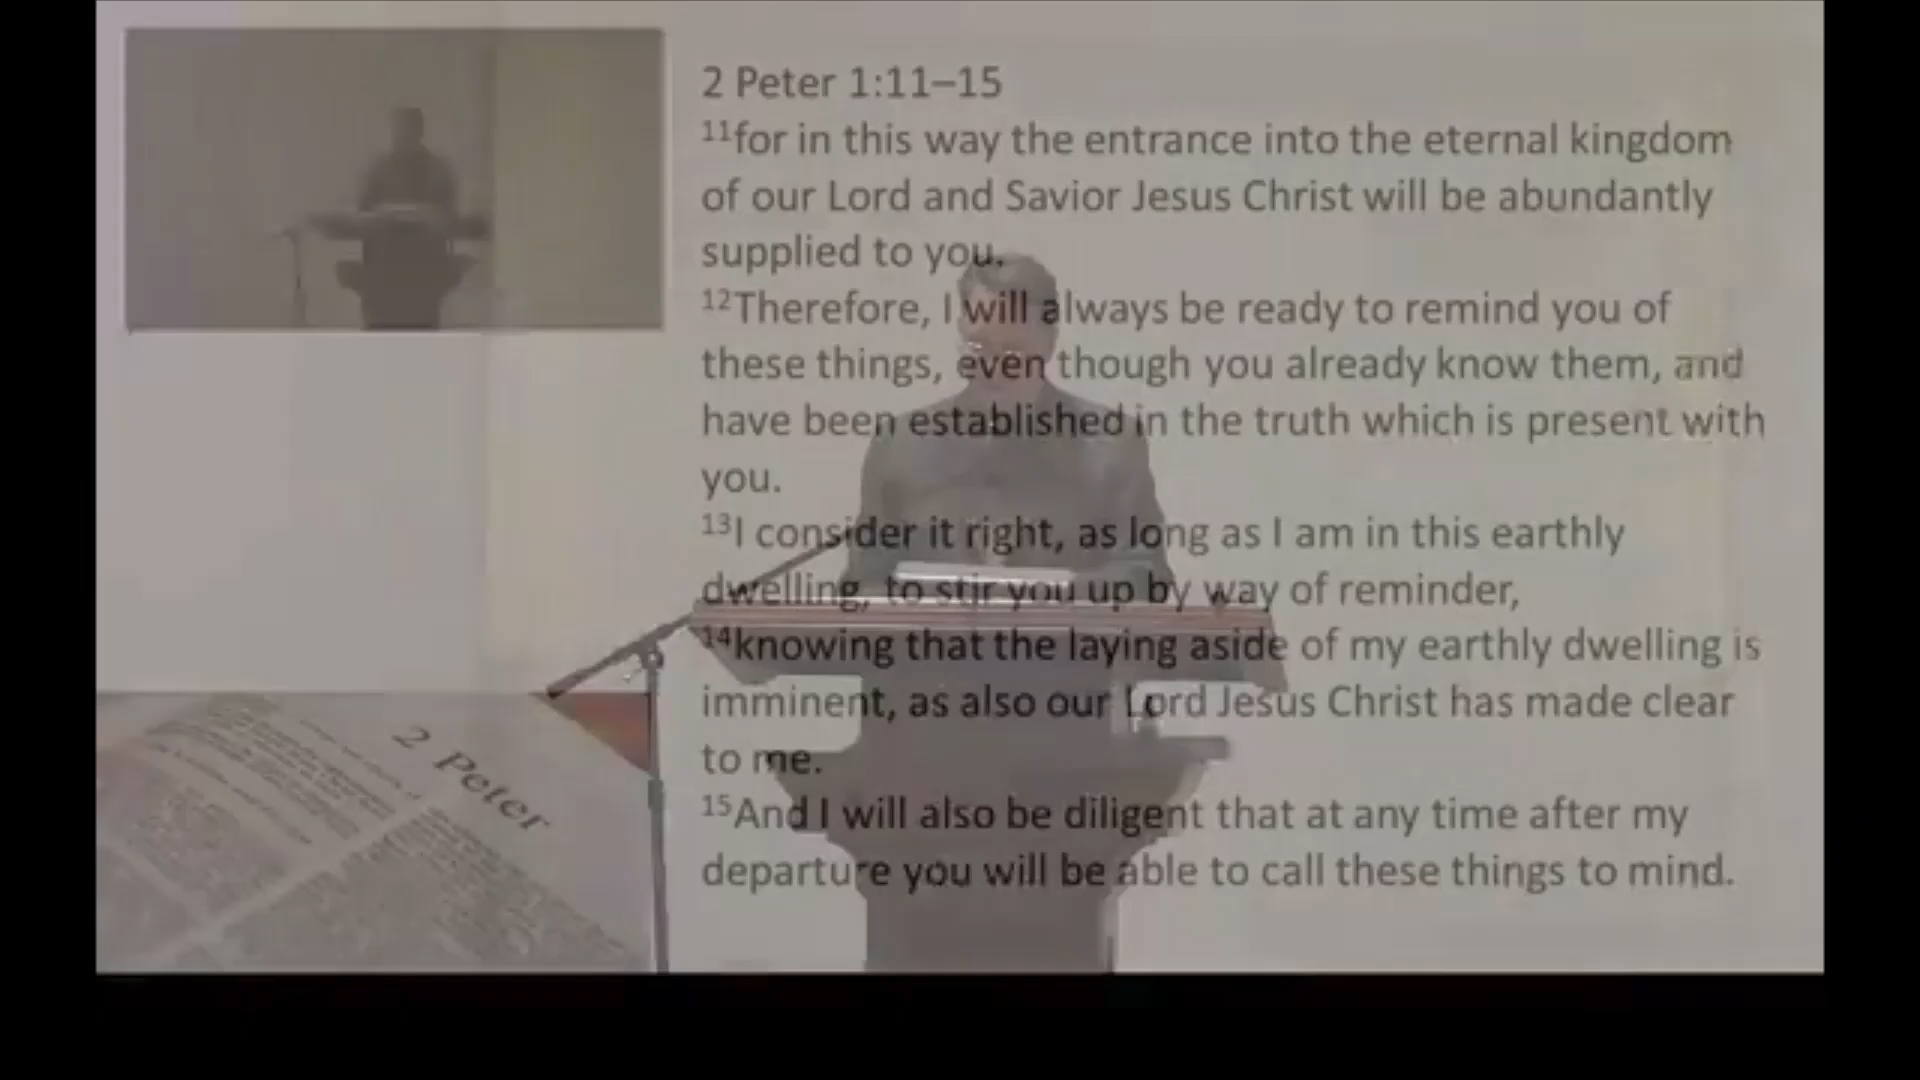 2 Peter 1:11–15
¹¹for in this way the entrance into the eternal kingdom
of our Lord and Savior Jesus Christ will be abundantly
supplied to you.
¹²Therefore, I will always be ready to remind you of
these things, even though you already know them, and
have been established in the truth which is present with
you.
¹³I consider it right, as long as I am in this earthly
dwelling, to stir you up by way of reminder,
¹⁴knowing that the laying aside of my earthly dwelling is
imminent, as also our Lord Jesus Christ has made clear
to me.
¹⁵And I will also be diligent that at any time after my
departure you will be able to call these things to mind.
2 Peter